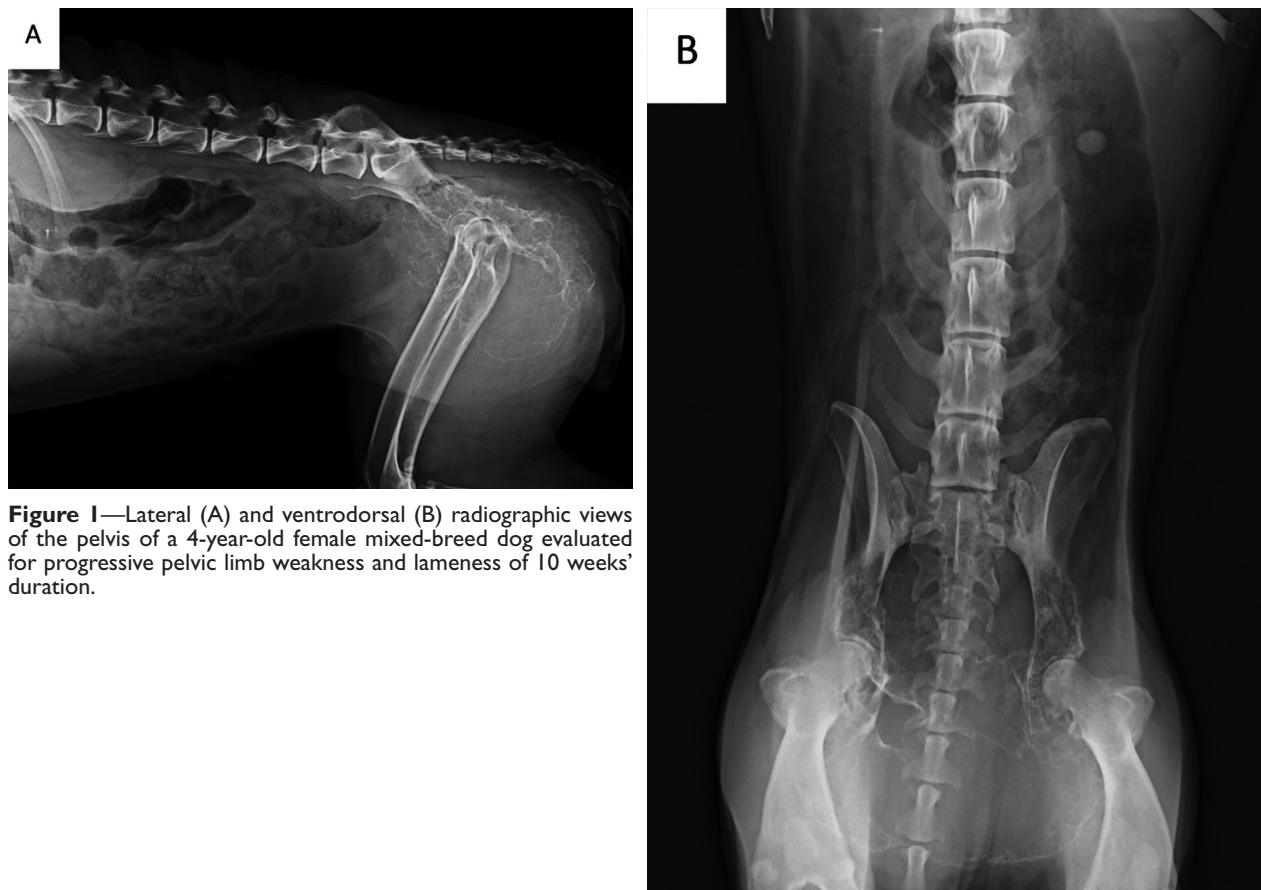 A
B
Figure 1—Lateral (A) and ventrodorsal (B) radiographic views
of the pelvis of a 4-year-old female mixed-breed dog evaluated
for progressive pelvic limb weakness and lameness of 10 weeks’
duration.